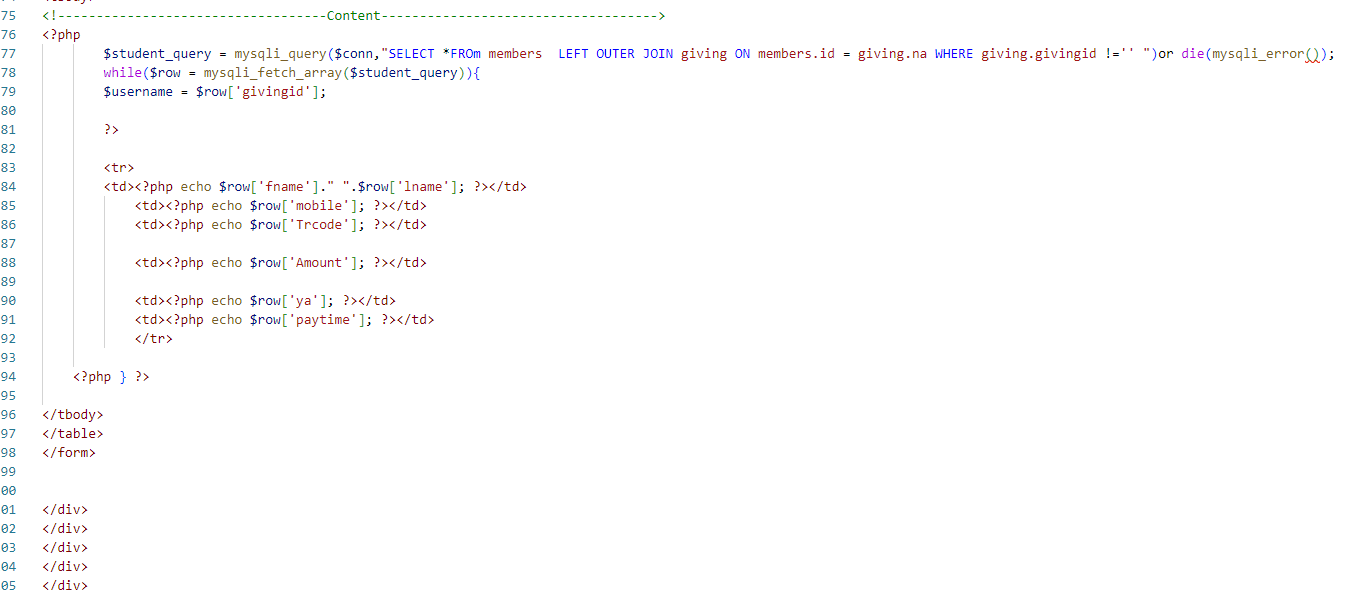 75 <!-----------------------------------Content------------------------------------>
76 <?php
77 $student_query = mysqli_query($conn,"SELECT *FROm members  LEFT OUTER JOIN giving ON members.id = giving.na WHERE giving.givingid !='' ")or die(mysqli_error());
78 while($row = mysqli_fetch_array($student_query)){
79 $username = $row['givingid'];
80
81 ?>
82
83 <tr>
84 <td><?php echo $row['fname']." ".$row['lname']; ?></td>
85 <td><?php echo $row['mobile']; ?></td>
86 <td><?php echo $row['Trcode']; ?></td>
87
88 <td><?php echo $row['Amount']; ?></td>
89
90 <td><?php echo $row['ya']; ?></td>
91 <td><?php echo $row['paytime']; ?></td>
92 </tr>
93
94 <?php } ?>
95
96 </tbody>
97 </table>
98 </form>
99
00
01 </div>
02 </div>
03 </div>
04 </div>
05 </div>